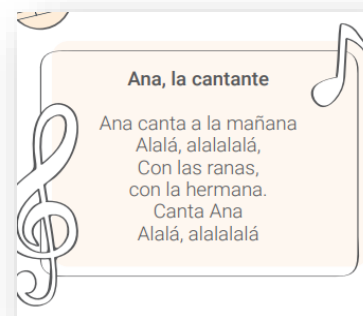 Ana, la cantante
Ana canta a la mañana
Alalá, alalalalá,
Con las ranas,
con la hermana.
Canta Ana
Alalá, alalalalá